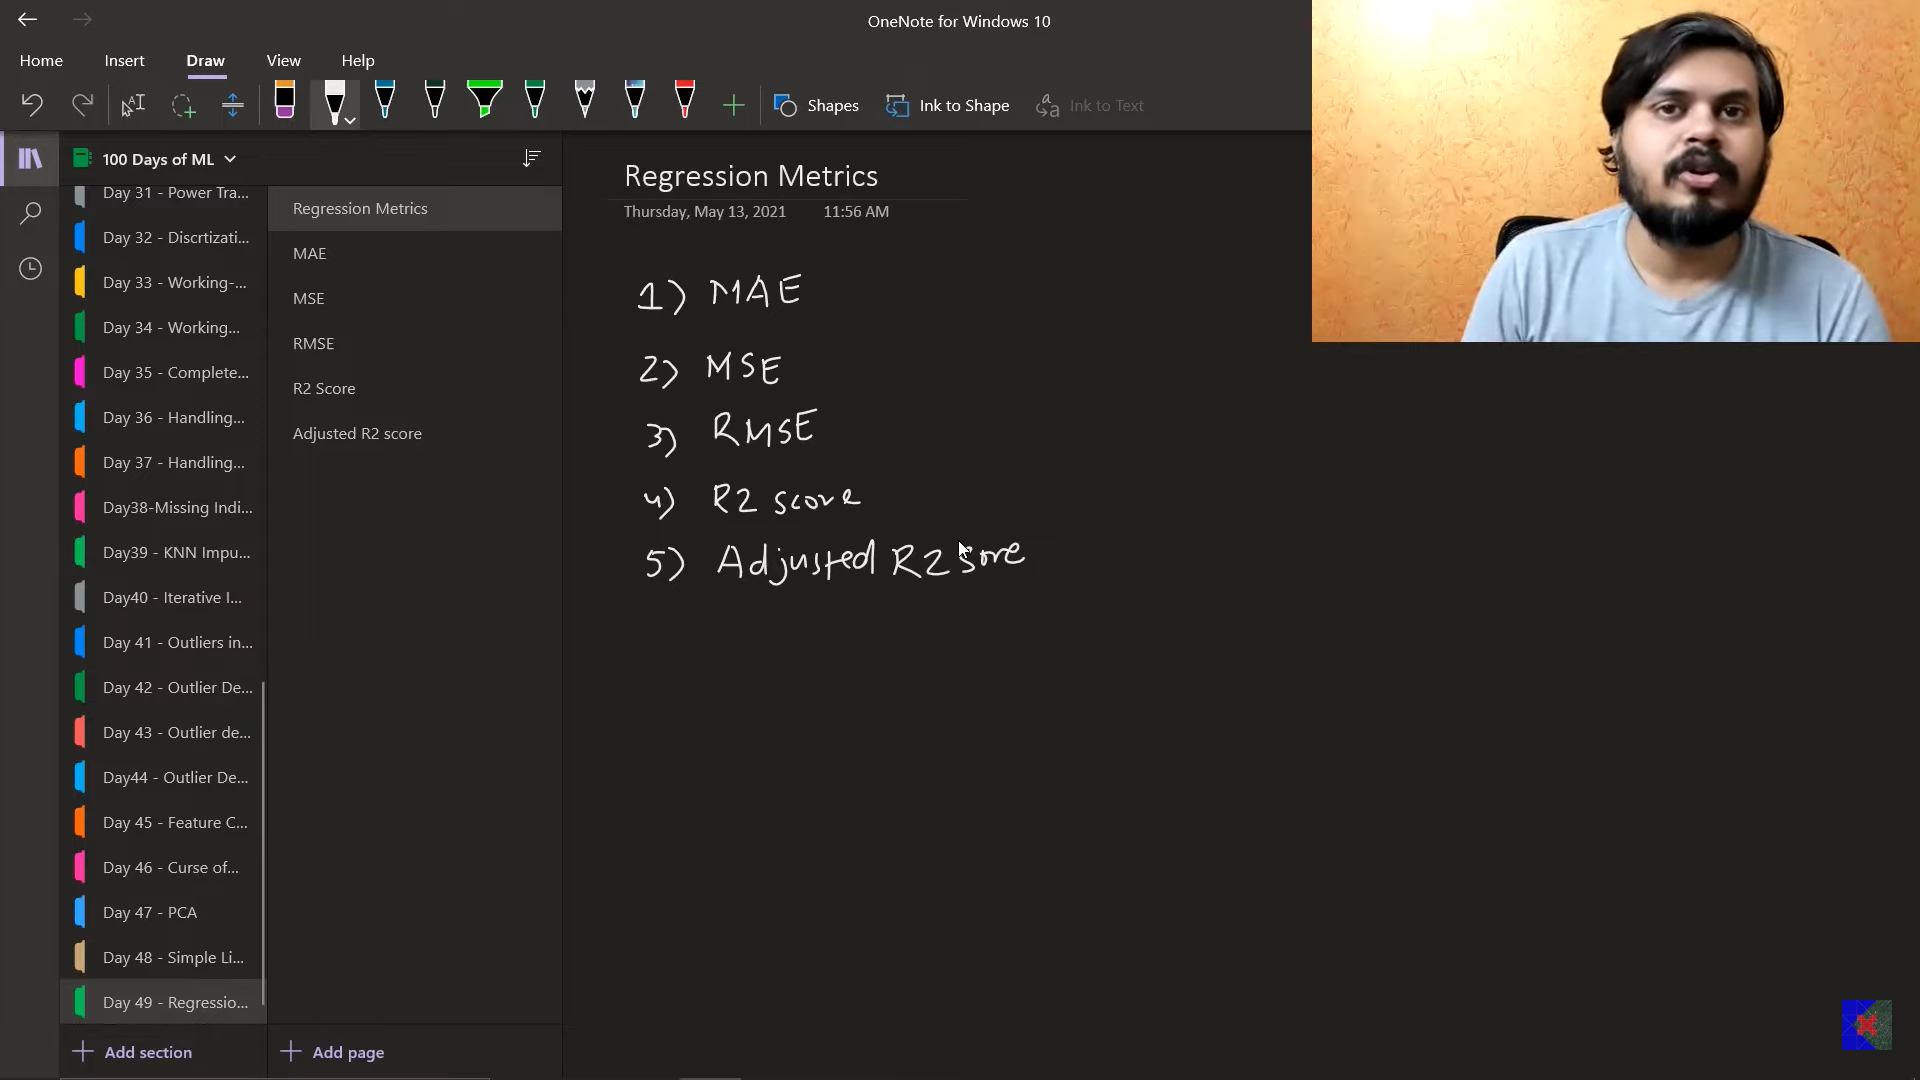 OneNote for Windows 10
Home Insert Draw View Help
Shapes Ink to Shape Ink to Text
100 Days of ML
Day 31 - Power Tra...
Day 32 - Discrtizati...
Day 33 - Working-...
Day 34 - Working...
Day 35 - Complete...
Day 36 - Handling...
Day 37 - Handling...
Day38-Missing Indi...
Day39 - KNN Impu...
Day40 - Iterative I...
Day 41 - Outliers in...
Day 42 - Outlier De...
Day 43 - Outlier de...
Day44 - Outlier De...
Day 45 - Feature C...
Day 46 - Curse of...
Day 47 - PCA
Day 48 - Simple Li...
Day 49 - Regressio...
Add section
Regression Metrics
MAE
MSE
RMSE
R2 Score
Adjusted R2 score
Add page
Regression Metrics
Thursday, May 13, 2021 11:56 AM
1) MAE
2) MSE
3) RMSE
4) R2 score
5) Adjusted R2 sore